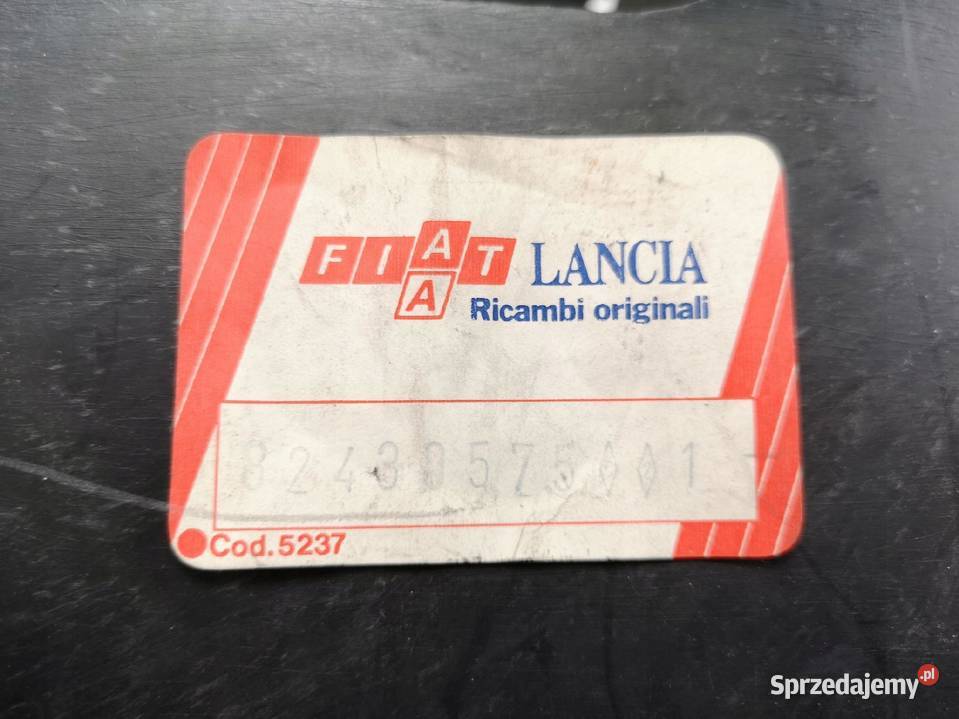 FIAT LANCIA
A
Ricambi originali
Cod.5237
Sprzedajemy.pl